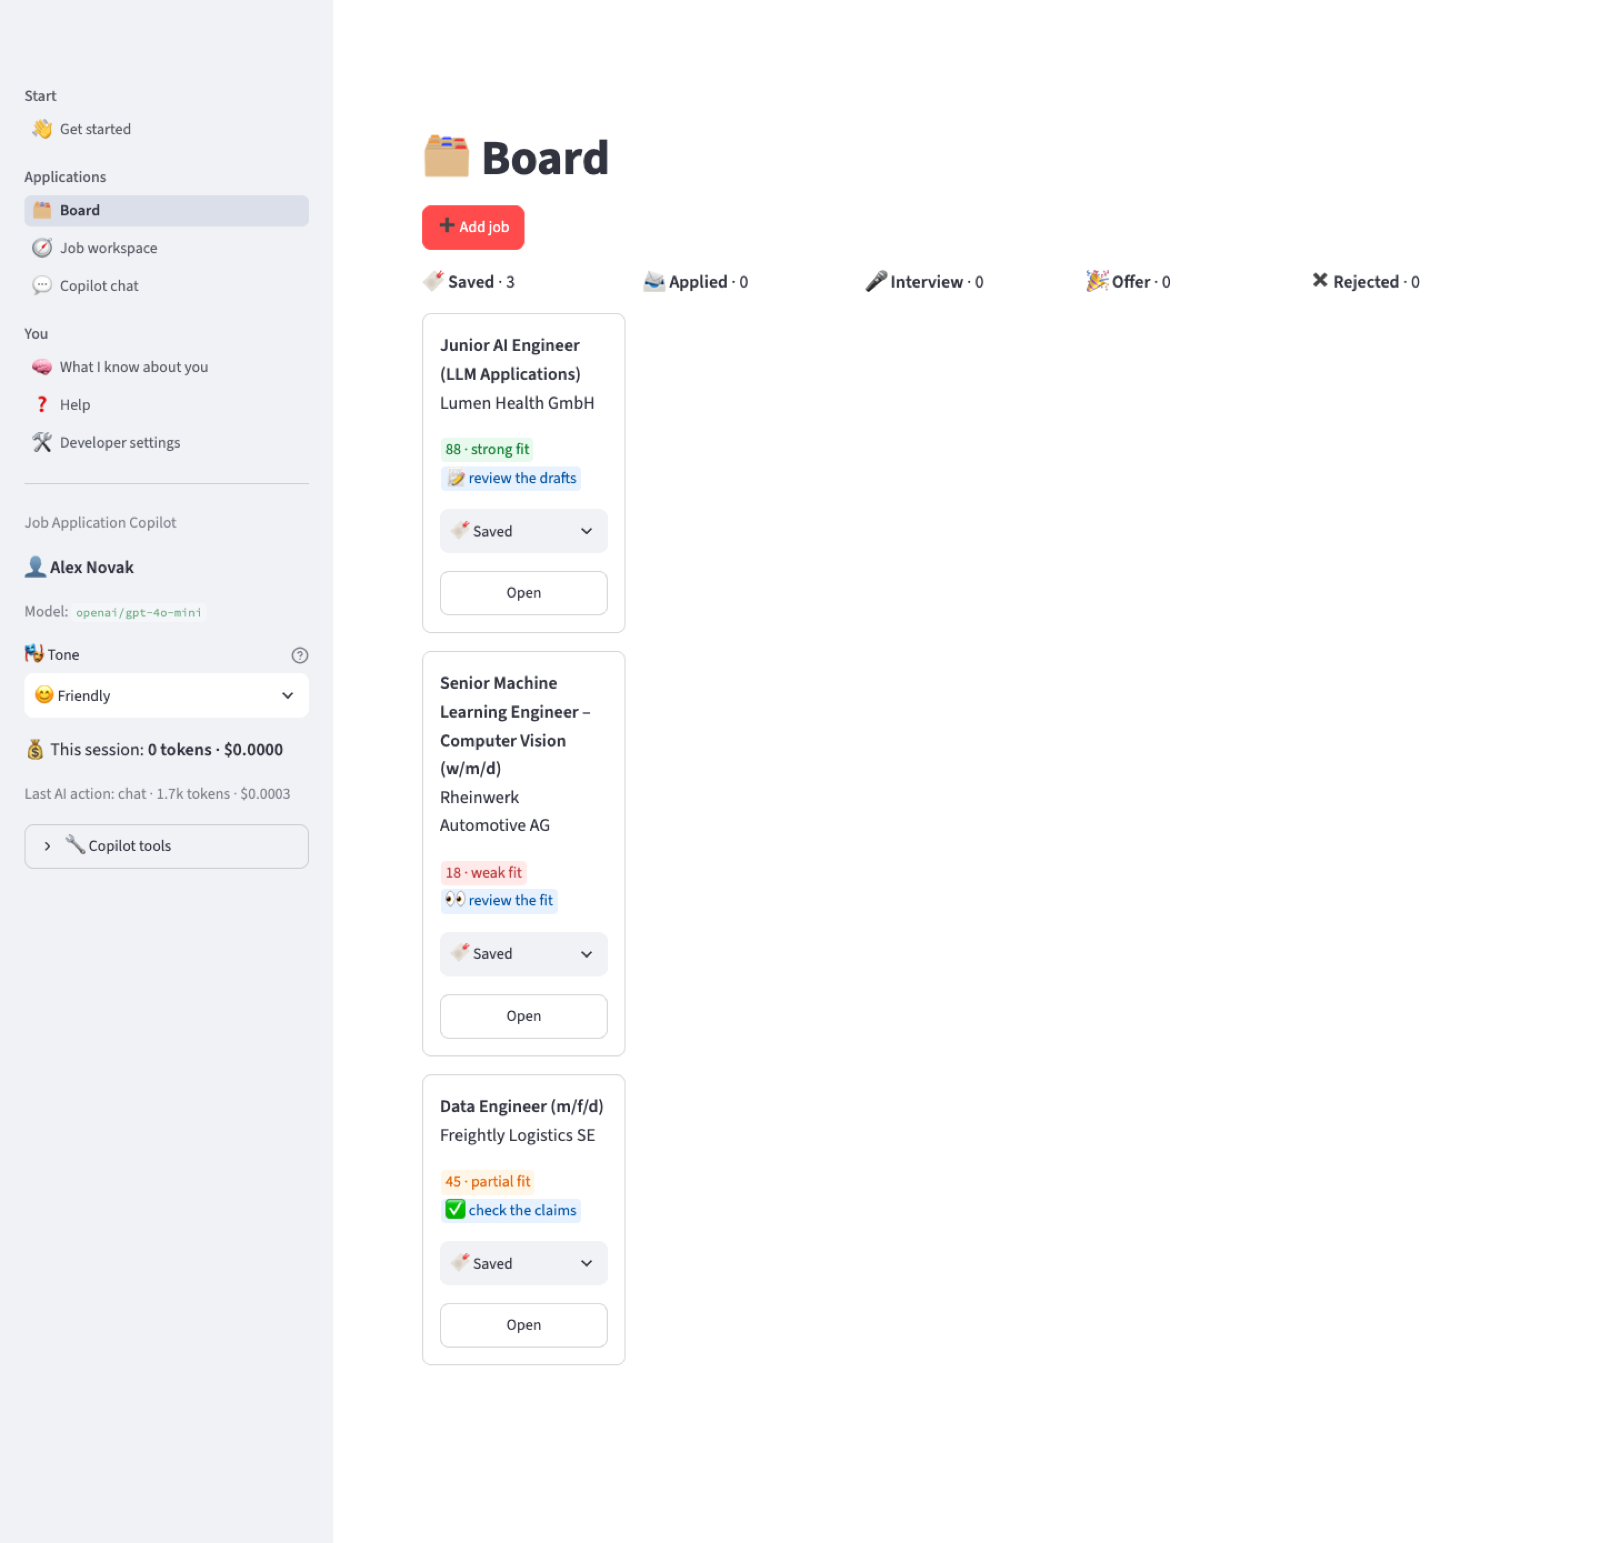 Start
👋 Get started
Applications
🗂️ Board
🧭 Job workspace
💬 Copilot chat
You
🧠 What I know about you
❓ Help
🛠️ Developer settings
Job Application Copilot
👤 Alex Novak
Model: openai/gpt-4o-mini
🎭 Tone
😊 Friendly
💰 This session: 0 tokens · $0.0000
Last AI action: chat · 1.7k tokens · $0.0003
🔧 Copilot tools
🗂️ Board
➕ Add job
Saved · 3
Applied · 0
Interview · 0
Offer · 0
Rejected · 0
Junior AI Engineer
(LLM Applications)
Lumen Health GmbH
88 · strong fit
📝 review the drafts
Saved
Open
Senior Machine
Learning Engineer –
Computer Vision
(w/m/d)
Rheinwerk
Automotive AG
18 · weak fit
👀 review the fit
Saved
Open
Data Engineer (m/f/d)
Freightly Logistics SE
45 · partial fit
✅ check the claims
Saved
Open